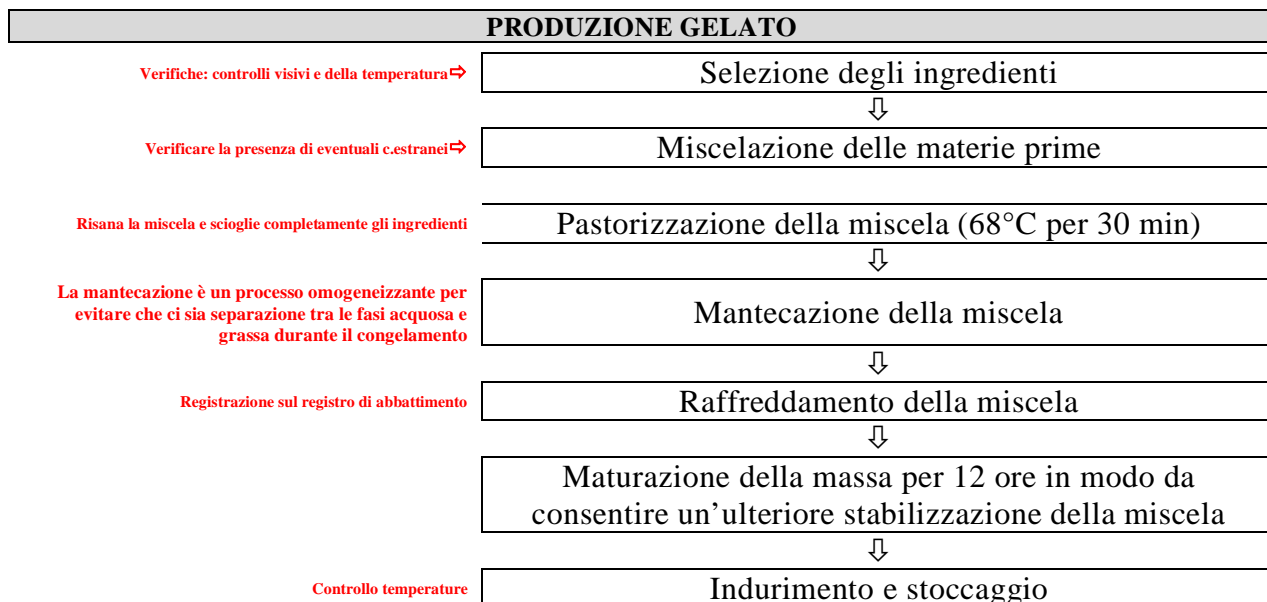 PRODUZIONE GELATO
Verifiche: controlli visivi e della temperatura⇨
Selezione degli ingredienti
⇩
Verificare la presenza di eventuali c.estranei⇨
Miscelazione delle materie prime
Risana la miscela e scioglie completamente gli ingredienti
Pastorizzazione della miscela (68°C per 30 min)
⇩
La mantecazione è un processo omogeneizzante per
evitare che ci sia separazione tra le fasi acquosa e
grassa durante il congelamento
Mantecazione della miscela
⇩
Registrazione sul registro di abbattimento
Raffreddamento della miscela
⇩
Maturazione della massa per 12 ore in modo da
consentire un’ulteriore stabilizzazione della miscela
⇩
Controllo temperature
Indurimento e stoccaggio